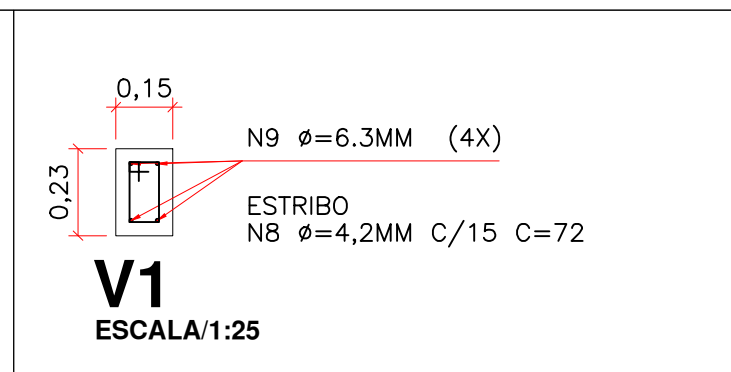 0,15
0,23
N9 ø=6.3MM (4X)
ESTRIBO
N8 ø=4,2MM C/15 C=72
V1
ESCALA/1:25